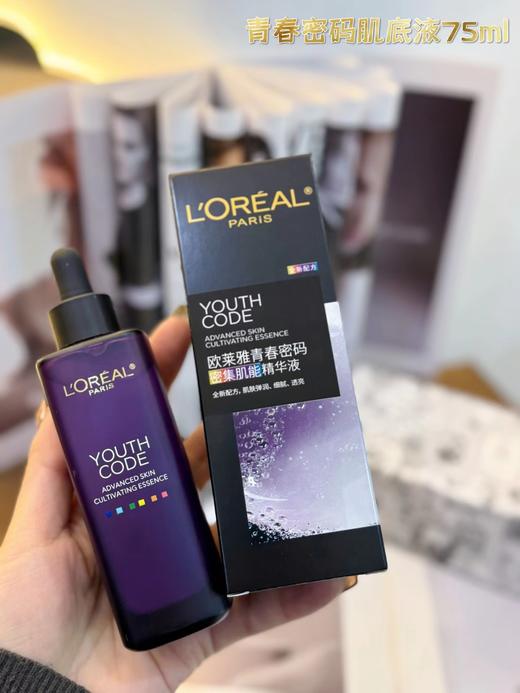 青春密码肌底液75ml
L'ORÉAL®
PARIS
全新配方
YOUTH
CODE
ADVANCED SKIN
CULTIVATING ESSENCE
欧莱雅青春密码
密集肌能精华液
全新配方，肌肤弹润、细腻、透亮
L'ORÉAL
PARIS
YOUTH
CODE
ADVANCED SKIN
CULTIVATING ESSENCE